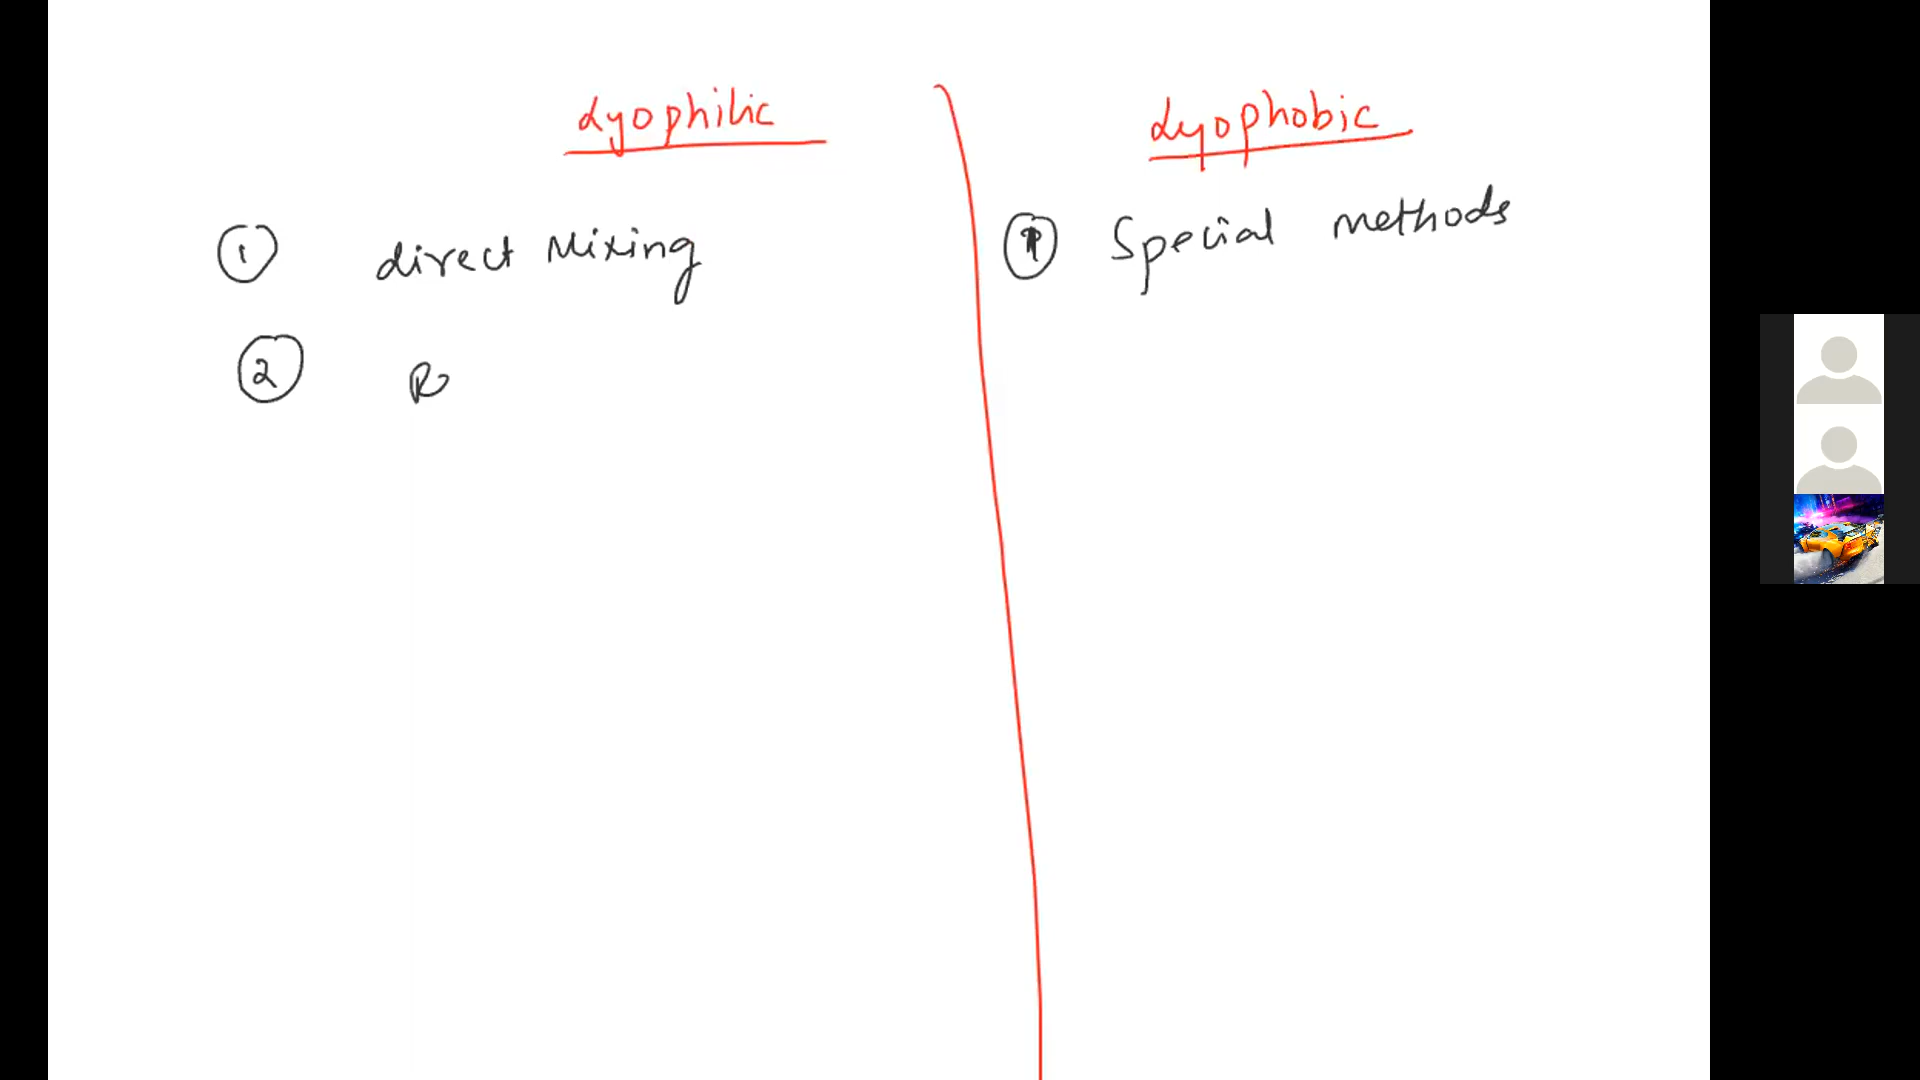 Lyophilic
Lyophobic
① direct Mixing
① Special methods
② R